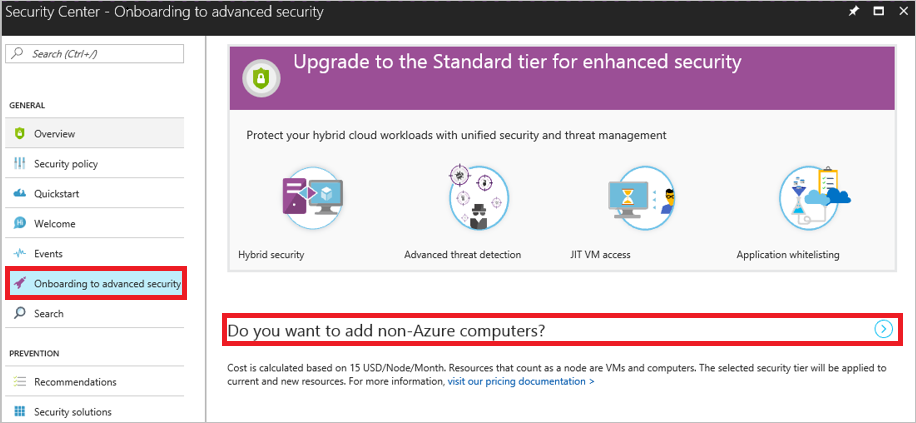 Security Center - Onboarding to advanced security
Search (Ctrl+/)
GENERAL
Overview
Security policy
Quickstart
Welcome
Events
Onboarding to advanced security
Search
PREVENTION
Recommendations
Security solutions
Upgrade to the Standard tier for enhanced security
Protect your hybrid cloud workloads with unified security and threat management
Hybrid security
Advanced threat detection
JIT VM access
Application whitelisting
Do you want to add non-Azure computers?
Cost is calculated based on 15 USD/Node/Month. Resources that count as a node are VMs and computers. The selected security tier will be applied to
current and new resources. For more information, visit our pricing documentation >